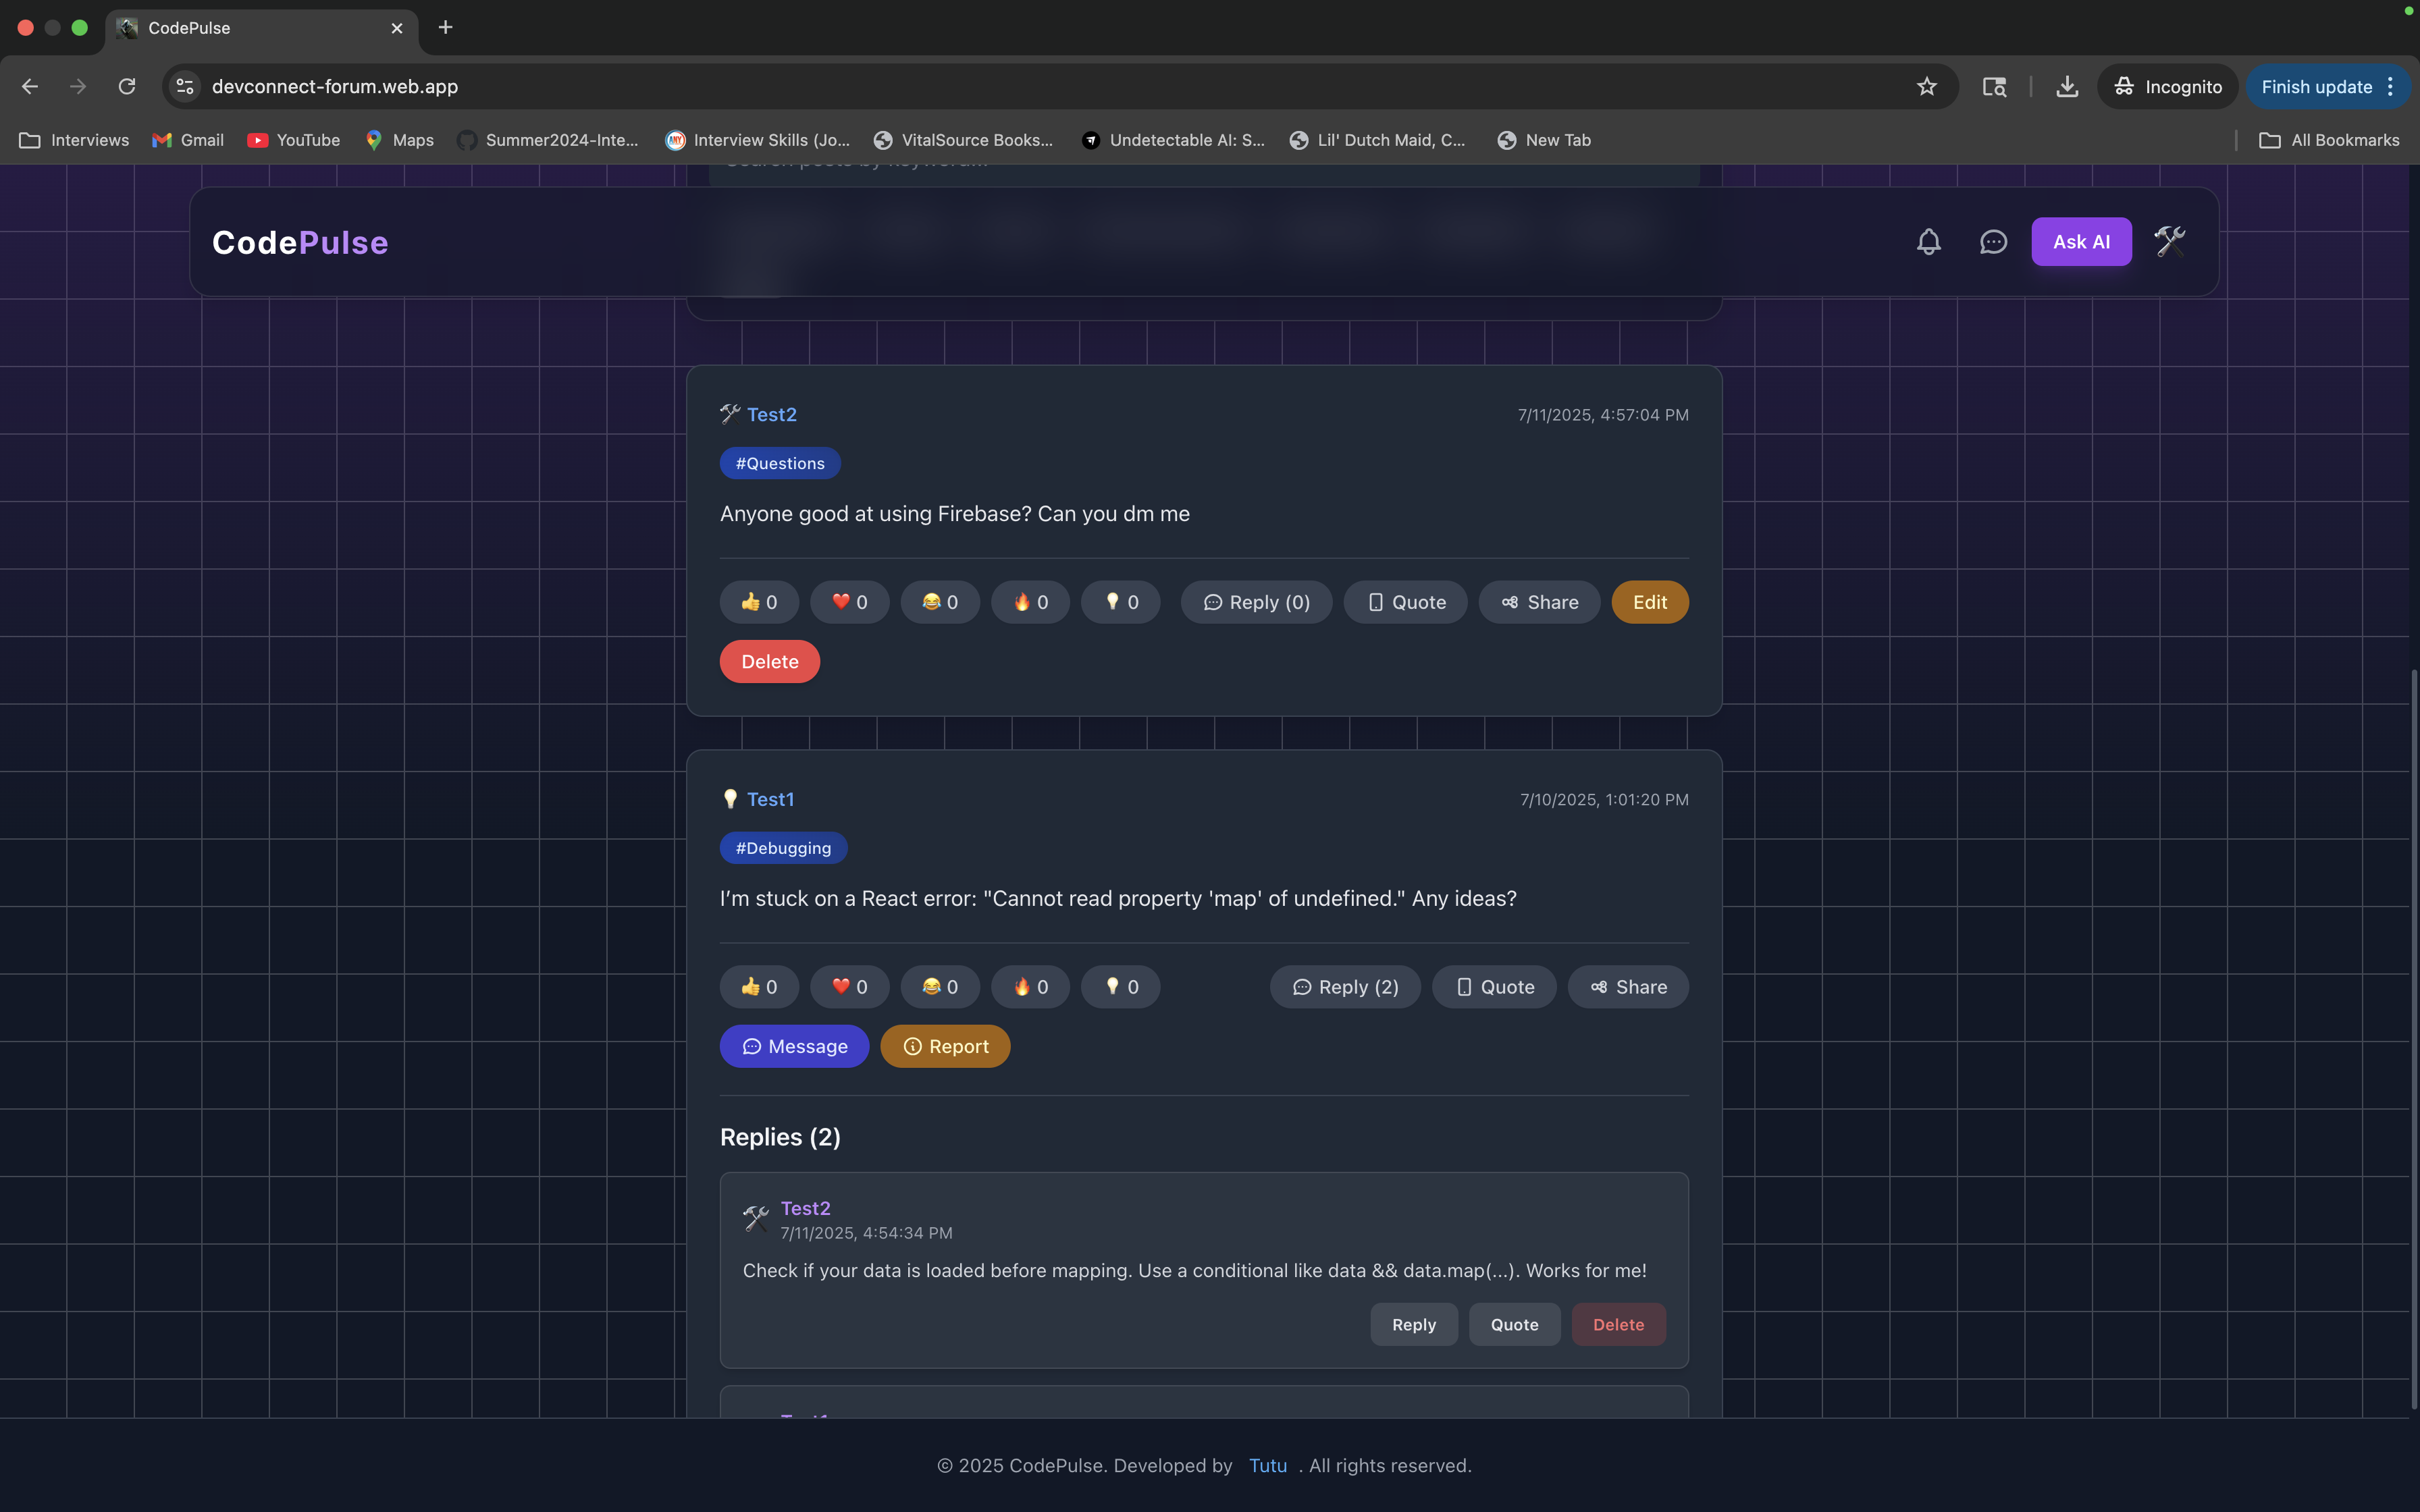 CodePulse
devconnect-forum.web.app
Incognito
Finish update
Interviews
Gmail
YouTube
Maps
Summer2024-Inte...
Interview Skills (Jo...
VitalSource Books...
Undetectable AI: S...
Lil' Dutch Maid, C...
New Tab
All Bookmarks
CodePulse
Ask AI
Test2
7/11/2025, 4:57:04 PM
#Questions
Anyone good at using Firebase? Can you dm me
👍 0 ❤️ 0 😂 0 🔥 0 💡 0 Reply (0) Quote Share Edit
Delete
Test1
7/10/2025, 1:01:20 PM
#Debugging
I’m stuck on a React error: "Cannot read property 'map' of undefined." Any ideas?
👍 0 ❤️ 0 😂 0 🔥 0 💡 0 Reply (2) Quote Share
Message Report
Replies (2)
Test2
7/11/2025, 4:54:34 PM
Check if your data is loaded before mapping. Use a conditional like data && data.map(...). Works for me!
Reply Quote Delete
© 2025 CodePulse. Developed by Tutu . All rights reserved.